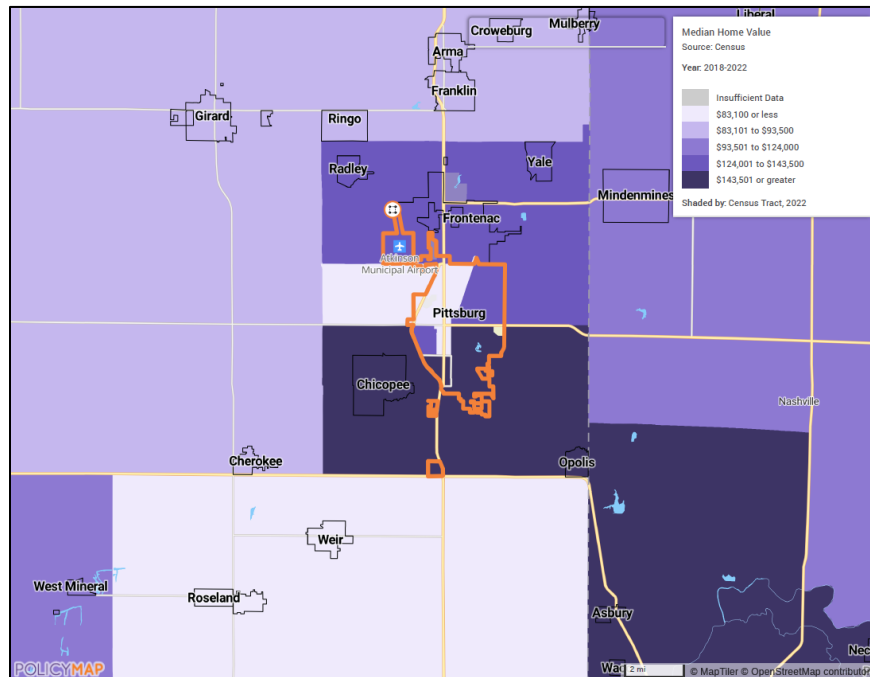 Liberal
Mulberry
Croweburg
Arma
Franklin
Girard
Ringo
Radley
Yale
Mindenmines
Frontenac
Atkinson
Municipal Airport
Pittsburg
Chicopee
Nashville
Cherokee
Opolis
Weir
West Mineral
Roseland
Asbury
Nec
Wac
POLICYMAP
2 mi
© MapTiler © OpenStreetMap contributor
Median Home Value
Source: Census
Year: 2018-2022
Insufficient Data
$83,100 or less
$83,101 to $93,500
$93,501 to $124,000
$124,001 to $143,500
$143,501 or greater
Shaded by: Census Tract, 2022